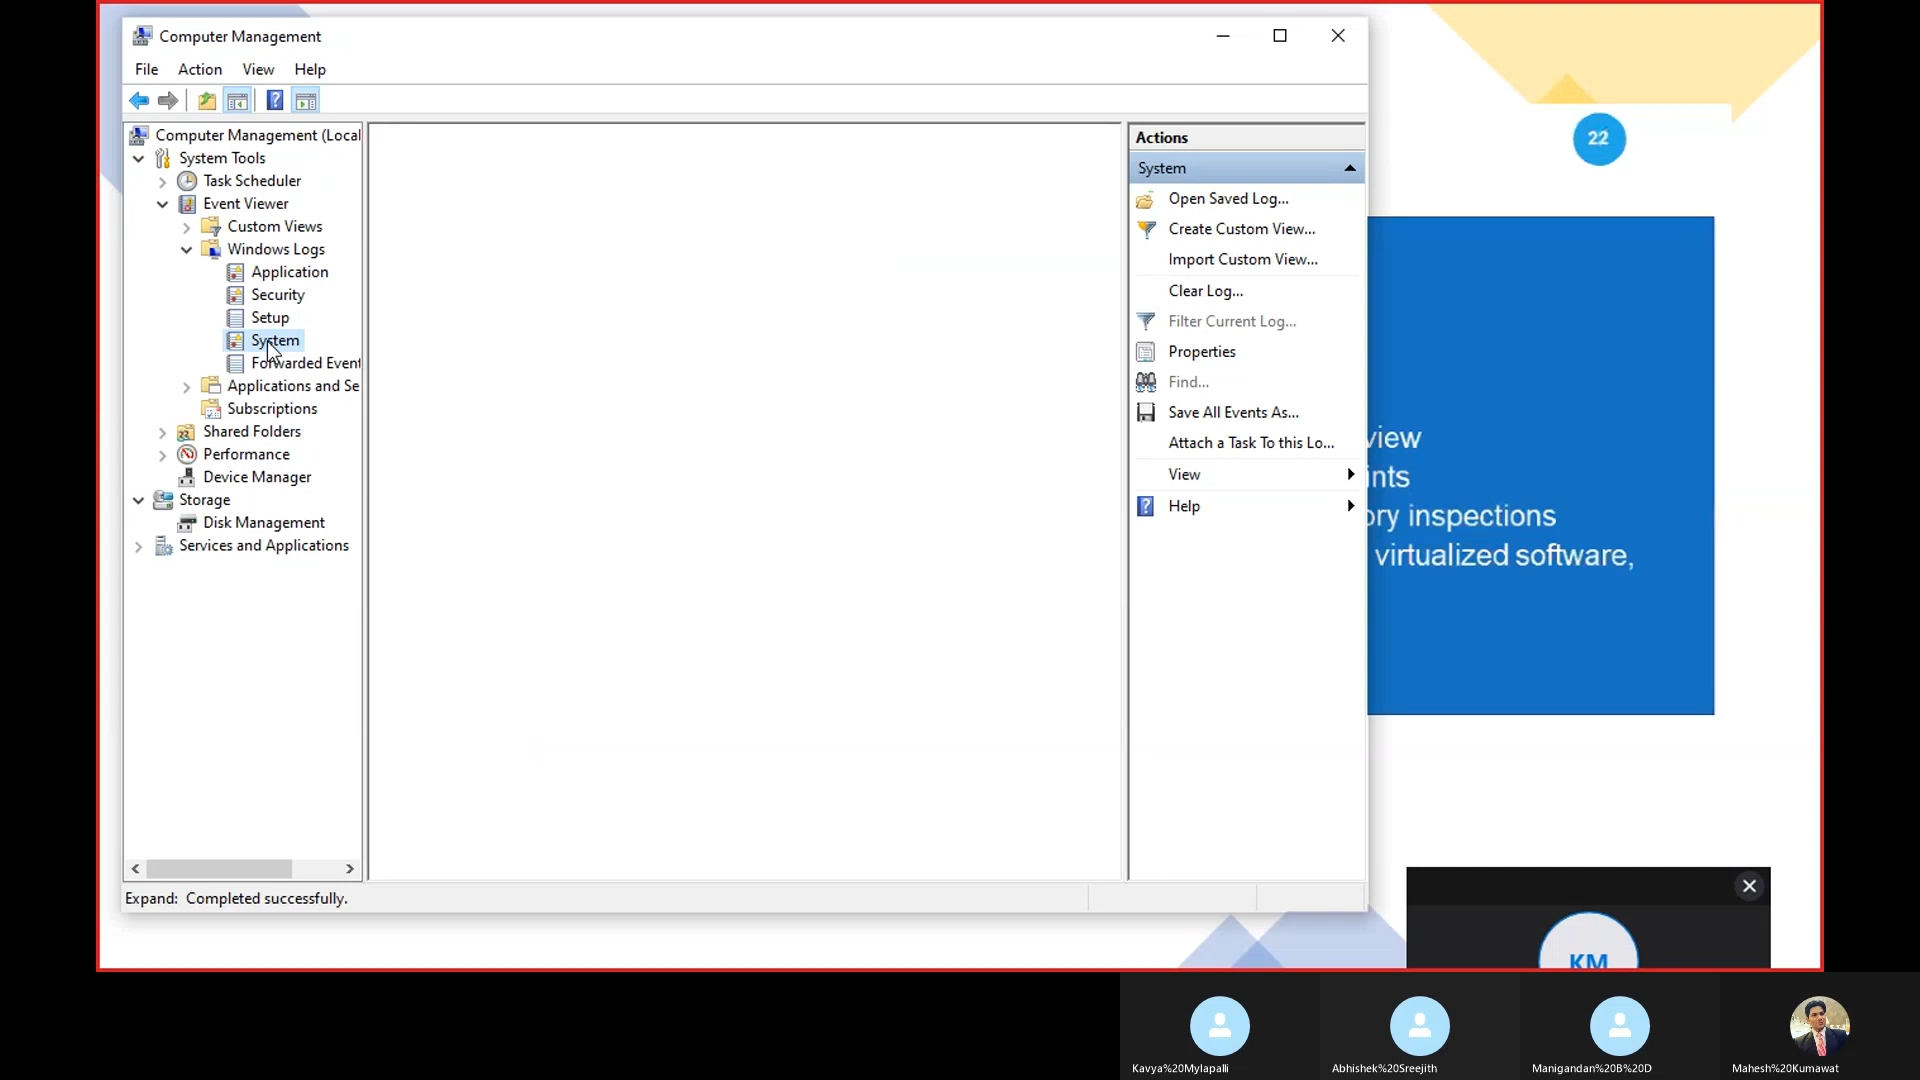 Computer Management
File Action View Help
Computer Management (Local
System Tools
Task Scheduler
Event Viewer
Custom Views
Windows Logs
Application
Security
Setup
System
Forwarded Event
Applications and Se
Subscriptions
Shared Folders
Performance
Device Manager
Storage
Disk Management
Services and Applications
Expand: Completed successfully.
Actions
System
Open Saved Log...
Create Custom View...
Import Custom View...
Clear Log...
Filter Current Log...
Properties
Find...
Save All Events As...
Attach a Task To this Lo...
View
Help
22
view
ints
ory inspections
virtualized software,
KM
Kavya%20Mylapalli
Abhishek%20Sreejith
Manigandan%20B%20D
Mahesh%20Kumawat